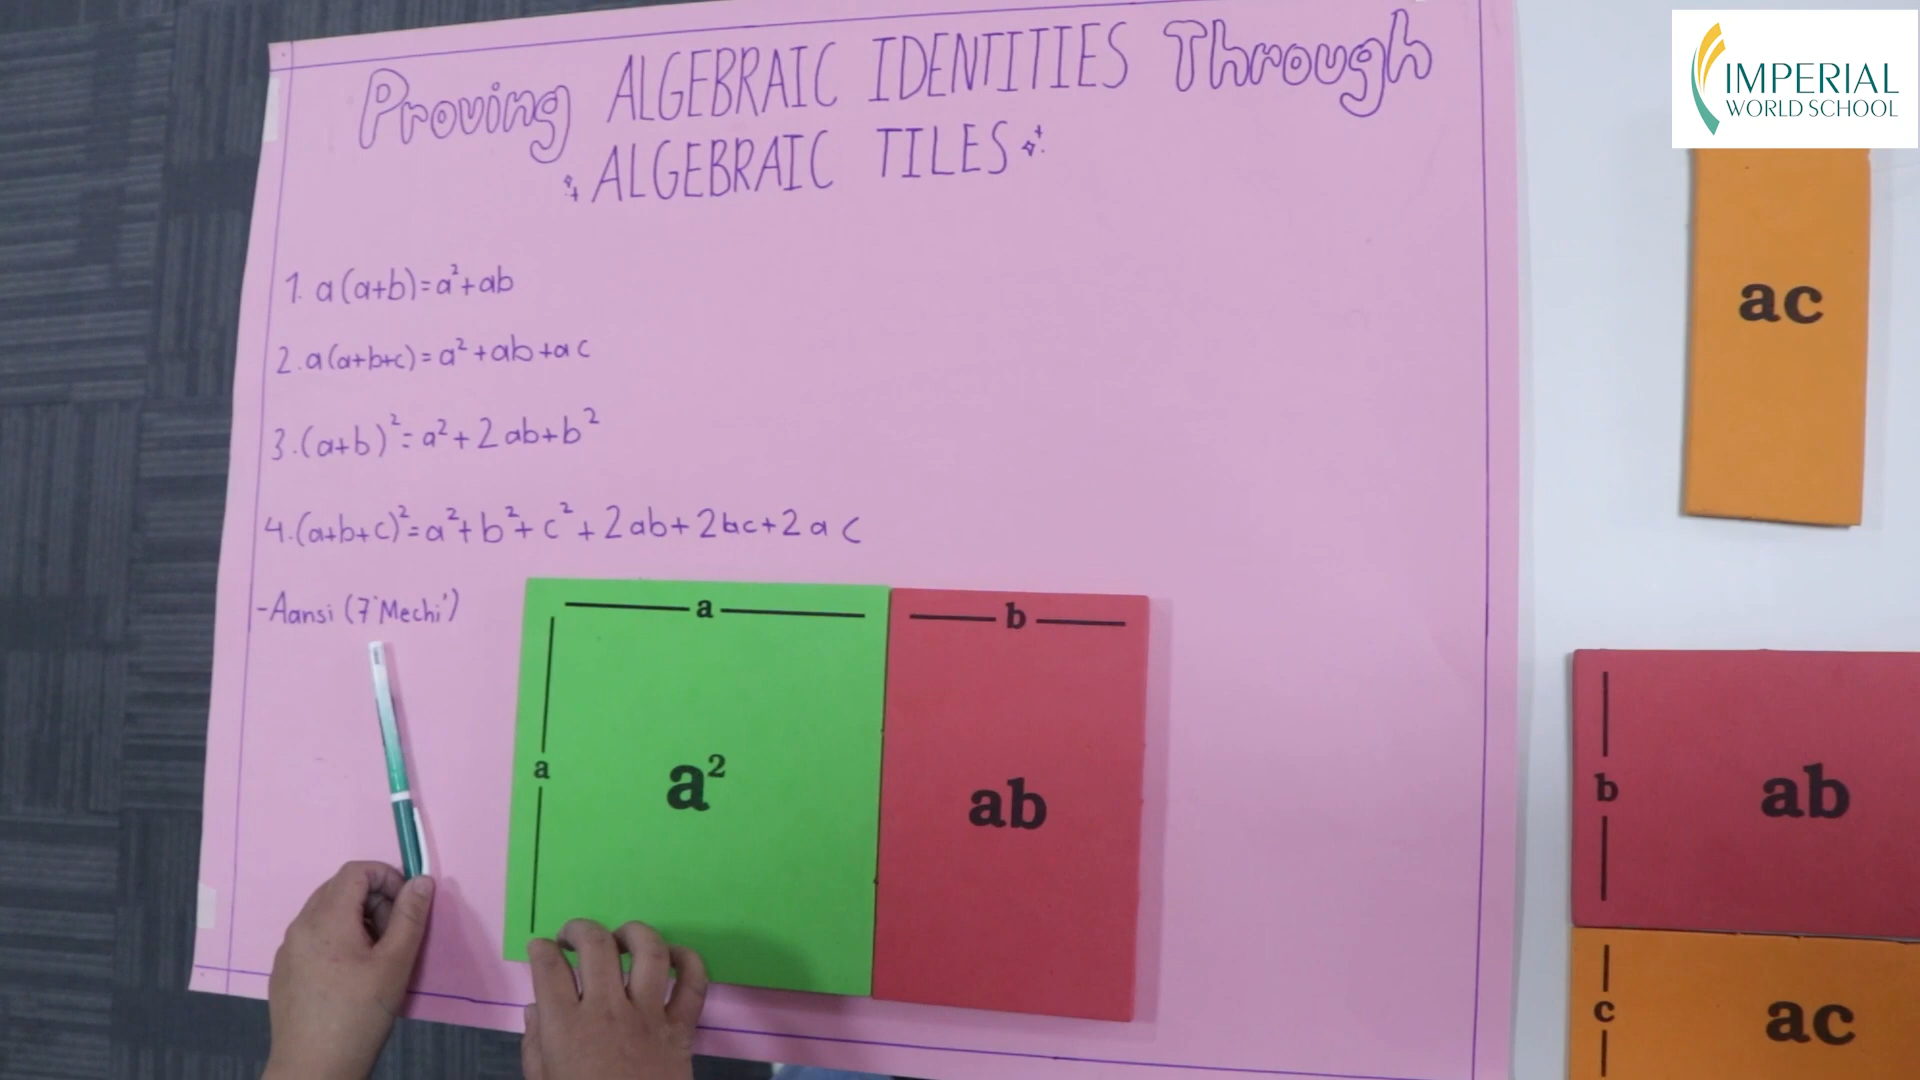 Proving ALGEBRAIC IDENTITIES Through
ALGEBRAIC TILES
1. a(a+b)=a²+ab
2. a(a+b+c)=a²+ab+ac
3. (a+b)²=a²+2ab+b²
4. (a+b+c)²=a²+b²+c²+2ab+2bc+2ac
-Aansi (7'Mechi')
a
b
a
a²
ab
IMPERIAL
WORLD SCHOOL
ac
b
ab
c
ac